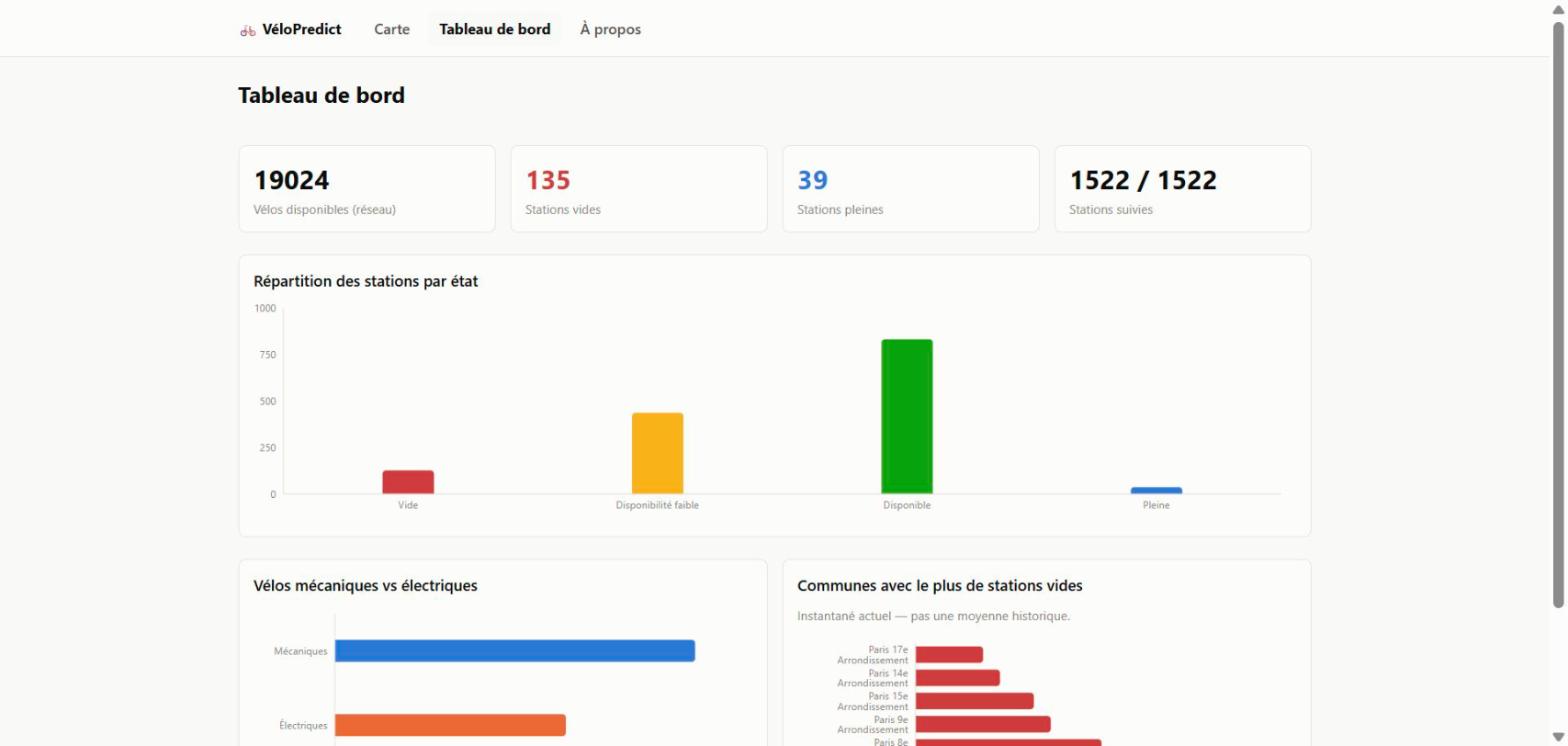 VéloPredict Carte Tableau de bord À propos
Tableau de bord
19024 135 39 1522 / 1522
Vélos disponibles (réseau) Stations vides Stations pleines Stations suivies
Répartition des stations par état
1000
750
500
250
0
Vide Disponibilité faible Disponible Pleine
Vélos mécaniques vs électriques
Mécaniques
Électriques
Communes avec le plus de stations vides
Instantané actuel — pas une moyenne historique.
Paris 17e
Arrondissement
Paris 14e
Arrondissement
Paris 15e
Arrondissement
Paris 9e
Arrondissement
Paris 8e